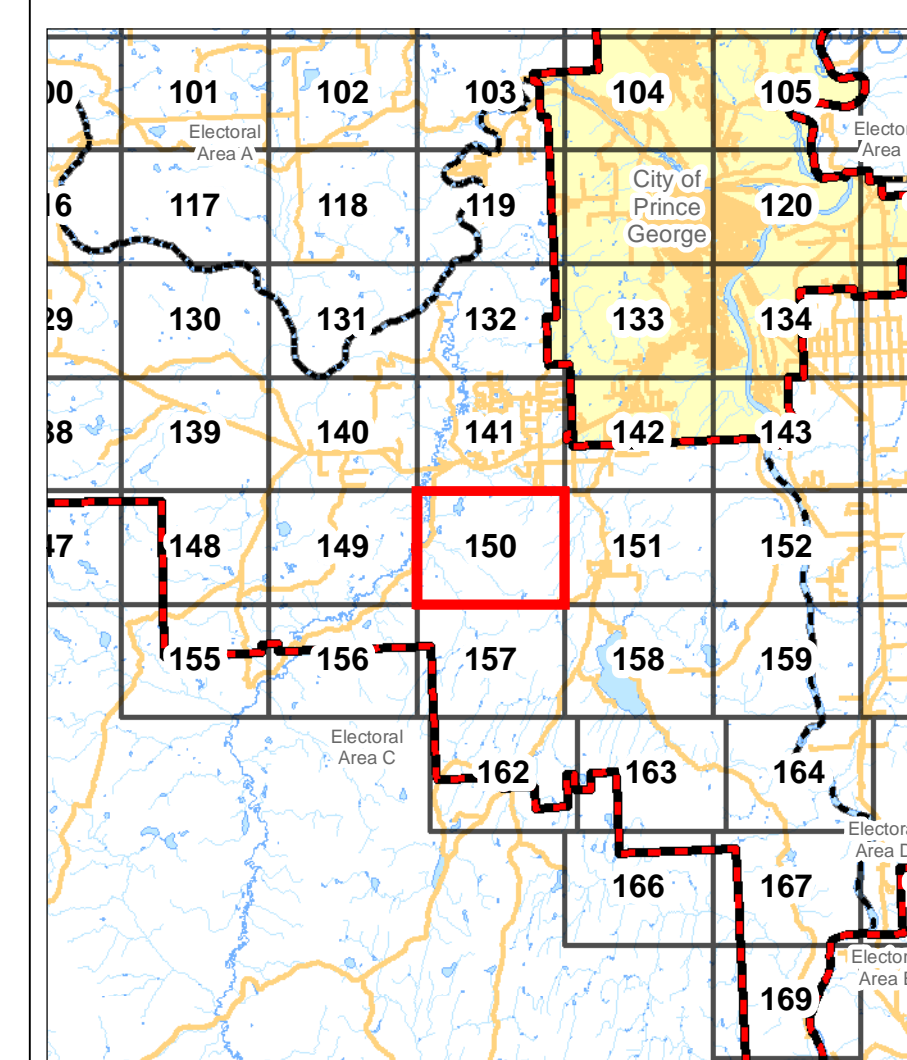 00 101 102 103 104 105
Electoral
Area A
Elector
Area
16 117 118 119 120
City of
Prince
George
29 130 131 132 133 134
38 139 140 141 142 143
47 148 149 150 151 152
155 156 157 158 159
Electoral
Area C
162 163 164
Electora
Area D
166 167
Elector
Area E
169